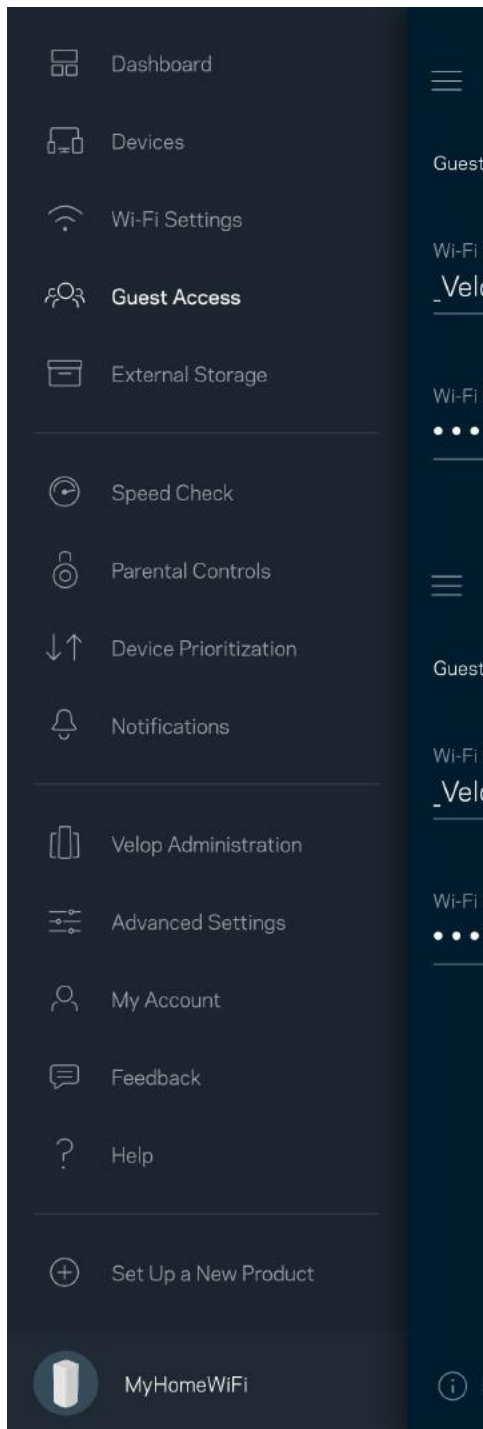 Dashboard
Devices
Wi-Fi Settings
Guest Access
External Storage
Speed Check
Parental Controls
Device Prioritization
Notifications
Velop Administration
Advanced Settings
My Account
Feedback
Help
Set Up a New Product
MyHomeWiFi
Guest
Wi-Fi
_Vel
Wi-Fi
Guest
Wi-Fi
_Vel
Wi-Fi